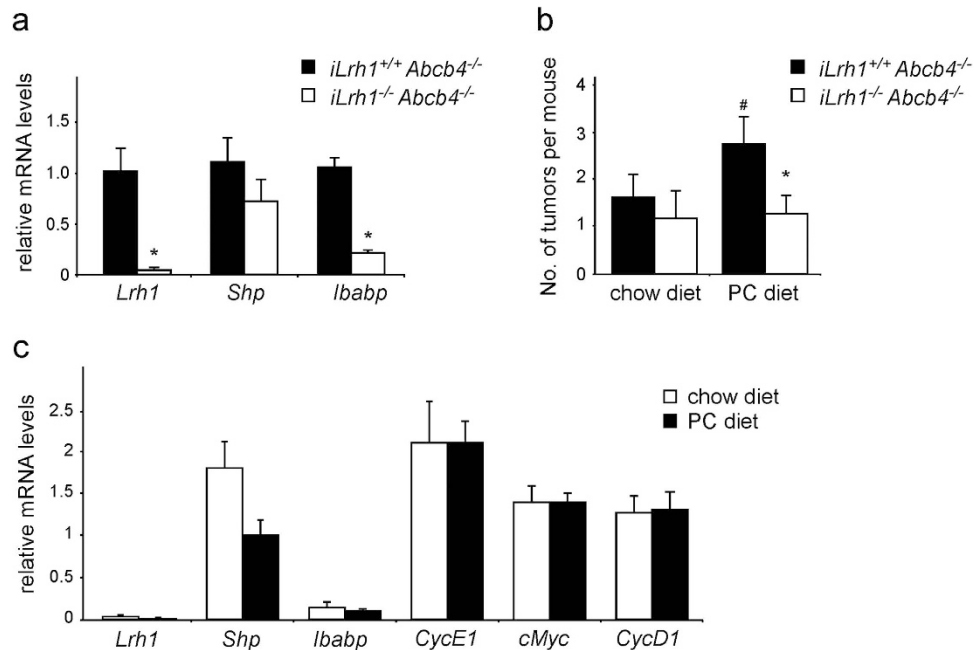 a
iLrh1+/+ Abcb4-/-
iLrh1-/- Abcb4-/-
relative mRNA levels
1.5
1.0
0.5
0
*
*
Lrh1 Shp Ibabp
b
iLrh1+/+ Abcb4-/-
iLrh1-/- Abcb4-/-
No. of tumors per mouse
4
3
2
1
0
#
*
chow diet PC diet
c
chow diet
PC diet
relative mRNA levels
2.5
2
1.5
1
0.5
0
Lrh1 Shp Ibabp CycE1 cMyc CycD1